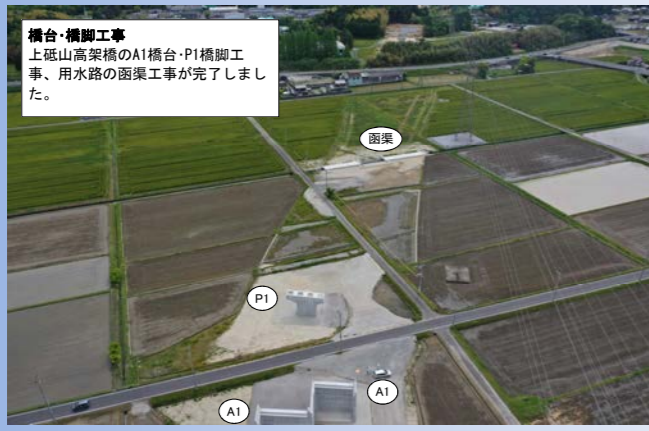 橋台・橋脚工事
上砥山高架橋のA1橋台・P1橋脚工
事、用水路の函渠工事が完了しまし
た。
函渠
P1
A1
A1